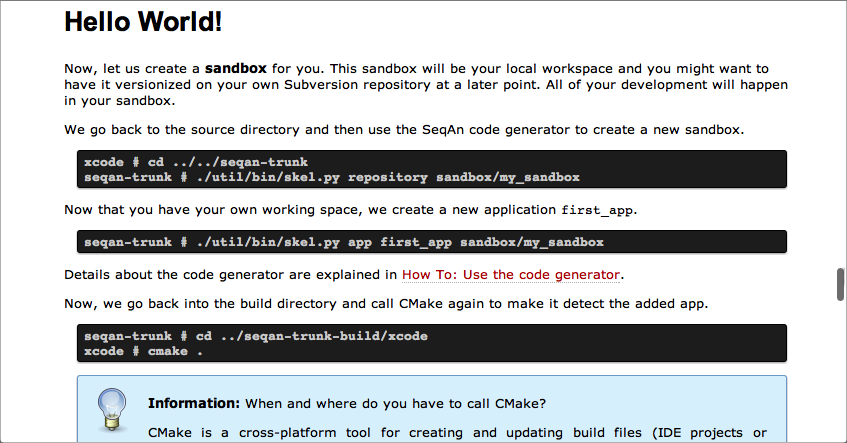 Hello World!
Now, let us create a sandbox for you. This sandbox will be your local workspace and you might want to
have it versionized on your own Subversion repository at a later point. All of your development will happen
in your sandbox.
We go back to the source directory and then use the SeqAn code generator to create a new sandbox.
xcode # cd ../../seqan-trunk
seqan-trunk # ./util/bin/skel.py repository sandbox/my_sandbox
Now that you have your own working space, we create a new application first_app.
seqan-trunk # ./util/bin/skel.py app first_app sandbox/my_sandbox
Details about the code generator are explained in How To: Use the code generator.
Now, we go back into the build directory and call CMake again to make it detect the added app.
seqan-trunk # cd ../seqan-trunk-build/xcode
xcode # cmake .
Information: When and where do you have to call CMake?
CMake is a cross-platform tool for creating and updating build files (IDE projects or